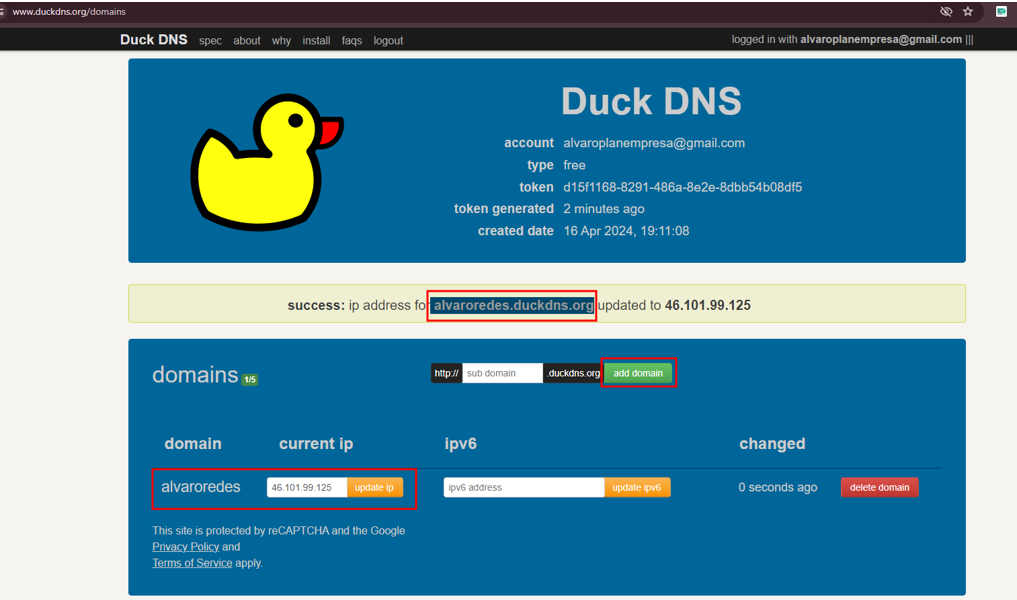 www.duckdns.org/domains
Duck DNS spec about why install faqs logout logged in with alvaroplanempresa@gmail.com |||
Duck DNS
account alvaroplanempresa@gmail.com
type free
token d15f1168-8291-486a-8e2e-8dbb54b08df5
token generated 2 minutes ago
created date 16 Apr 2024, 19:11:08
success: ip address for alvaroredes.duckdns.org updated to 46.101.99.125
domains 1/5 http:// sub domain .duckdns.org add domain
domain current ip ipv6 changed
alvaroredes 46.101.99.125 update ip ipv6 address update ipv6 0 seconds ago delete domain
This site is protected by reCAPTCHA and the Google
Privacy Policy and
Terms of Service apply.